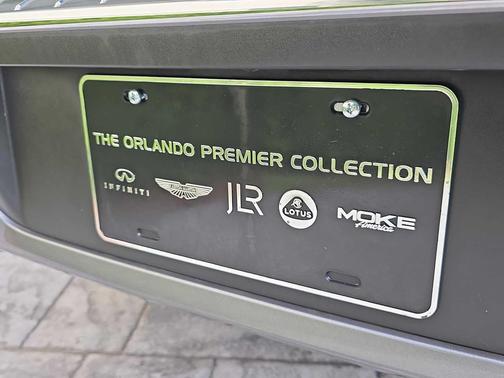 THE ORLANDO PREMIER COLLECTION
INFINITI JLR LOTUS MOKE
America